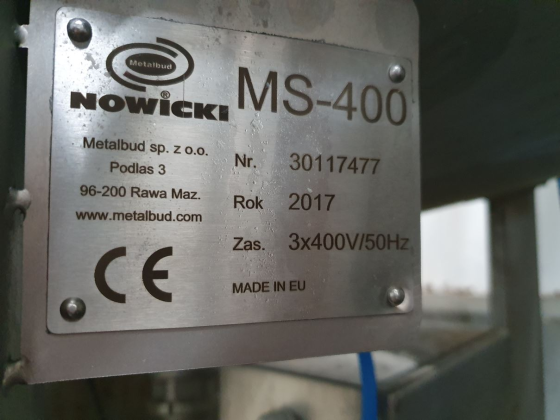 Metalbud
NOWICKI ®
MS-400
Metalbud sp. z o.o.
Podlas 3
96-200 Rawa Maz.
www.metalbud.com
CE
Nr. 30117477
Rok 2017
Zas. 3x400V/50Hz
MADE IN EU